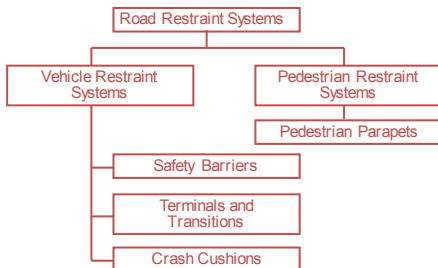 Road Restraint Systems
Vehicle Restraint
Systems
Pedestrian Restraint
Systems
Pedestrian Parapets
Safety Barriers
Terminals and
Transitions
Crash Cushions